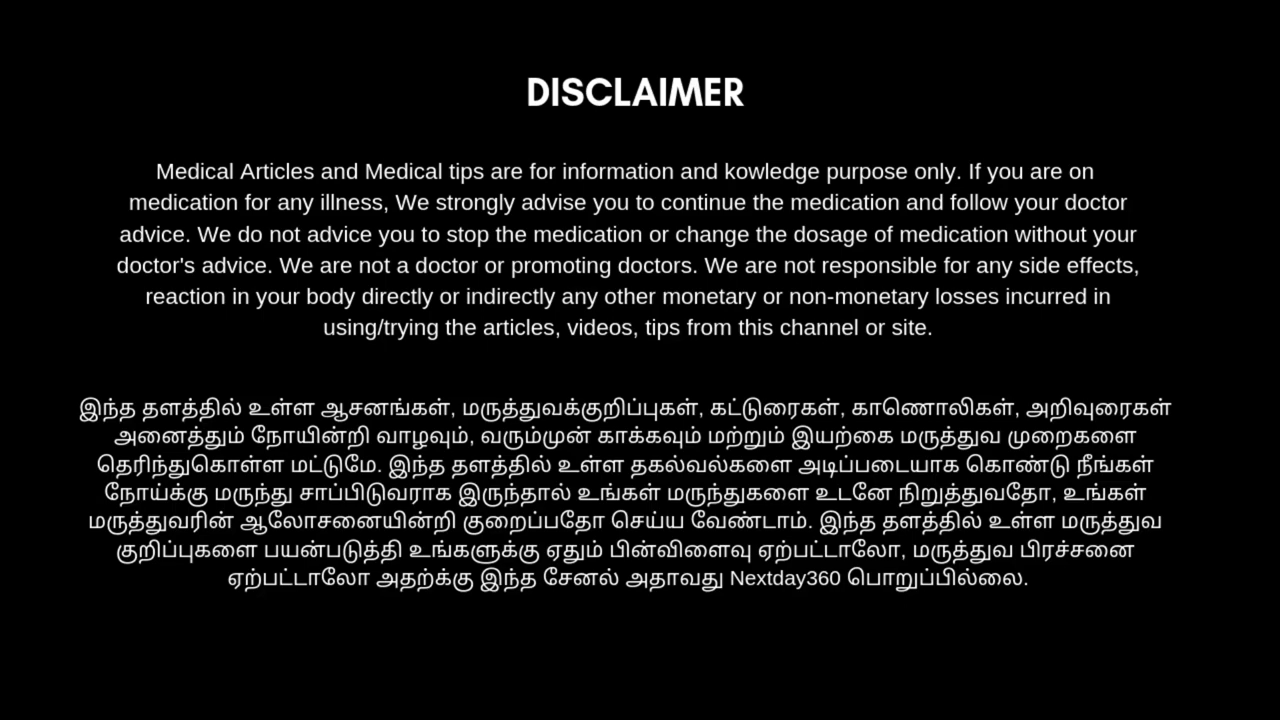 DISCLAIMER
Medical Articles and Medical tips are for information and kowledge purpose only. If you are on
medication for any illness, We strongly advise you to continue the medication and follow your doctor
advice. We do not advice you to stop the medication or change the dosage of medication without your
doctor's advice. We are not a doctor or promoting doctors. We are not responsible for any side effects,
reaction in your body directly or indirectly any other monetary or non-monetary losses incurred in
using/trying the articles, videos, tips from this channel or site.
இந்த தளத்தில் உள்ள ஆசனங்கள், மருத்துவக்குறிப்புகள், கட்டுரைகள், காணொலிகள், அறிவுரைகள்
அனைத்தும் நோயின்றி வாழவும், வரும்முன் காக்கவும் மற்றும் இயற்கை மருத்துவ முறைகளை
தெரிந்துகொள்ள மட்டுமே. இந்த தளத்தில் உள்ள தகல்வல்களை அடிப்படையாக கொண்டு நீங்கள்
நோய்க்கு மருந்து சாப்பிடுவராக இருந்தால் உங்கள் மருந்துகளை உடனே நிறுத்துவதோ, உங்கள்
மருத்துவரின் ஆலோசனையின்றி குறைப்பதோ செய்ய வேண்டாம். இந்த தளத்தில் உள்ள மருத்துவ
குறிப்புகளை பயன்படுத்தி உங்களுக்கு ஏதும் பின்விளைவு ஏற்பட்டாலோ, மருத்துவ பிரச்சனை
ஏற்பட்டாலோ அதற்க்கு இந்த சேனல் அதாவது Nextday360 பொறுப்பில்லை.